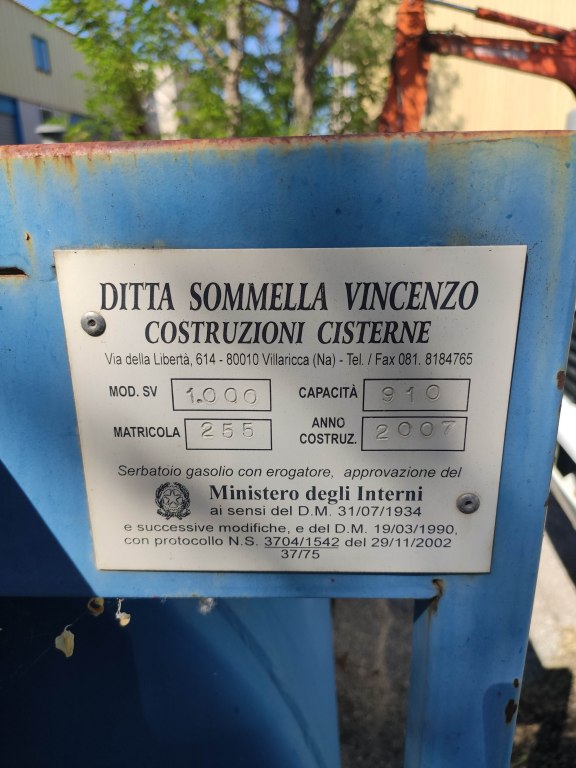 DITTA SOMMELLA VINCENZO
COSTRUZIONI CISTERNE
Via della Libertà, 614 - 80010 Villaricca (Na) - Tel. / Fax 081. 8184765
MOD. SV 1.000 CAPACITÀ 910
MATRICOLA 255 ANNO COSTRUZ. 2007
Serbatoio gasolio con erogatore, approvazione del
Ministero degli Interni
ai sensi del D.M. 31/07/1934
e successive modifiche, e del D.M. 19/03/1990,
con protocollo N.S. 3704/1542 del 29/11/2002
37/75